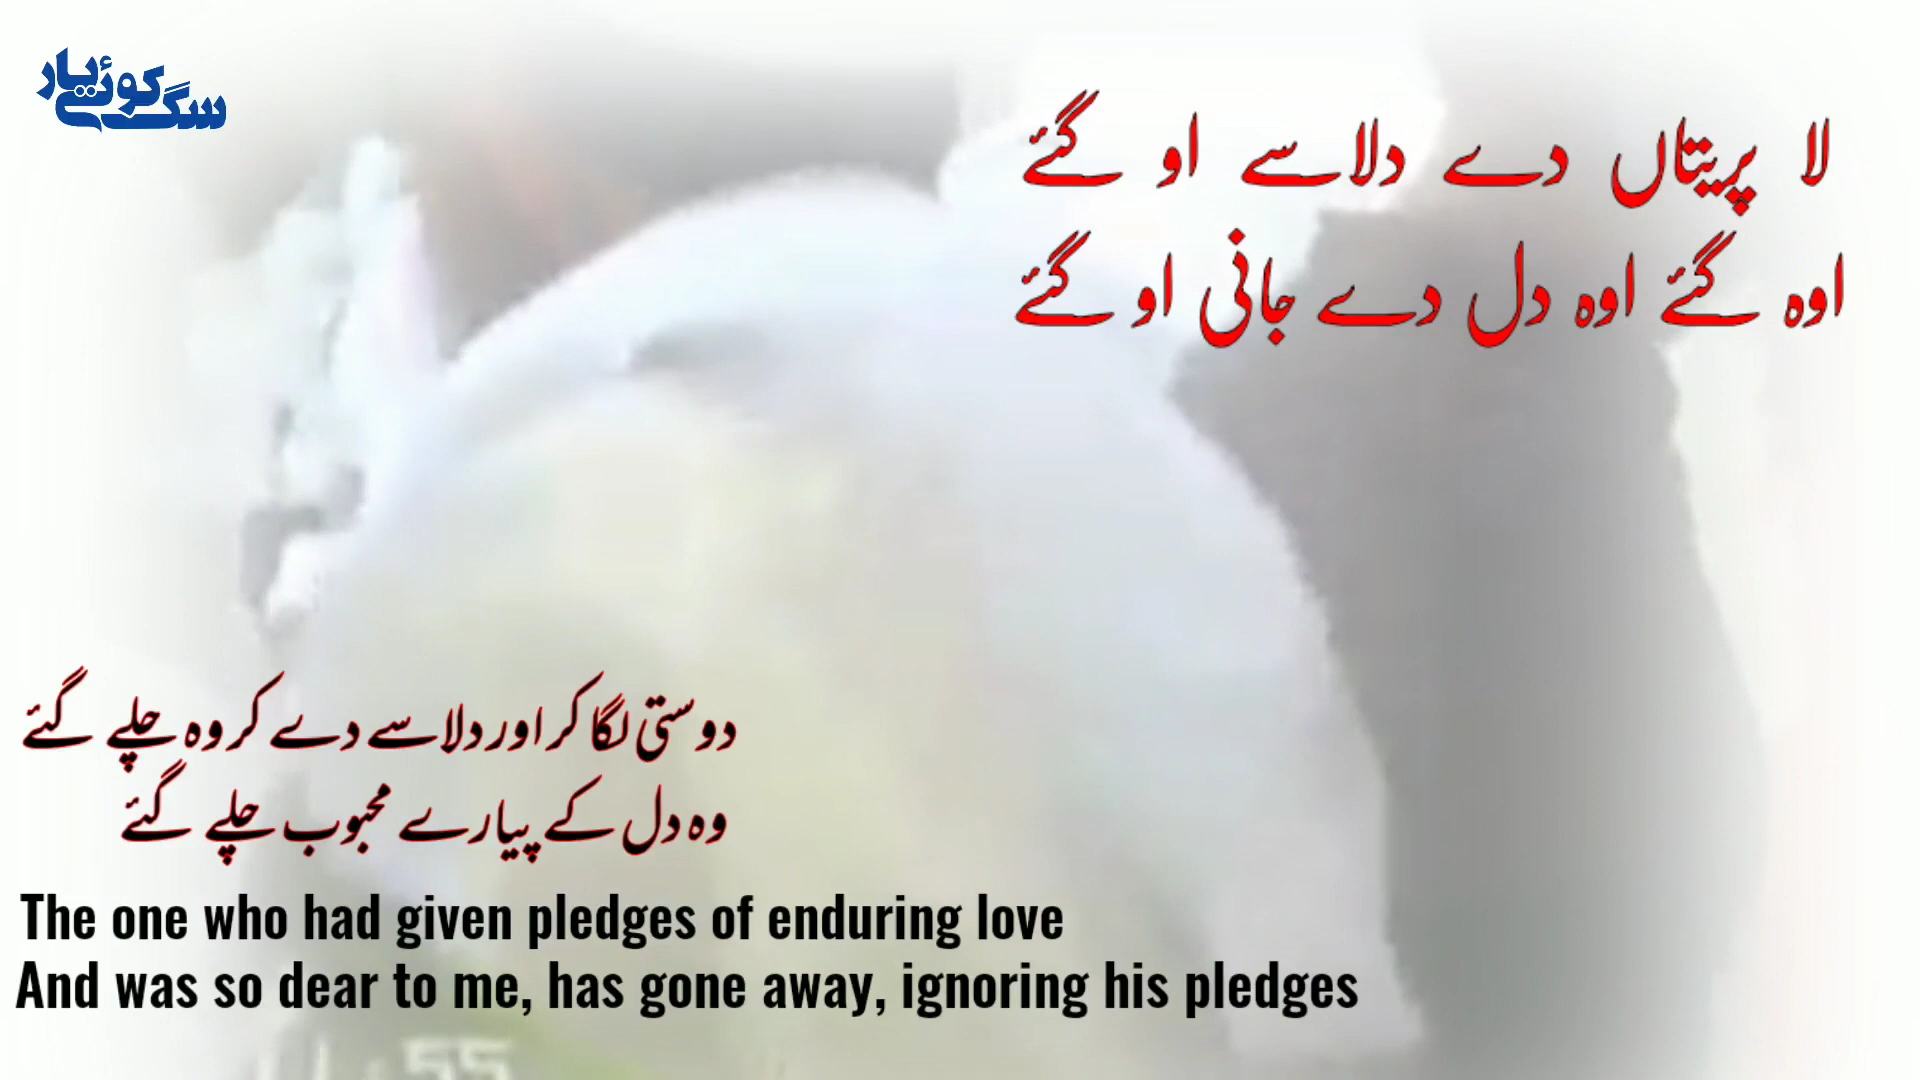 سگ کوئے یار
لا پریتاں دے دلاسے او گئے
اوہ گئے اوہ دل دے جانی او گئے
دوستی لگا کر اور دلاسے دے کر وہ چلے گئے
وہ دل کے پیارے محبوب چلے گئے
The one who had given pledges of enduring love
And was so dear to me, has gone away, ignoring his pledges
11:55